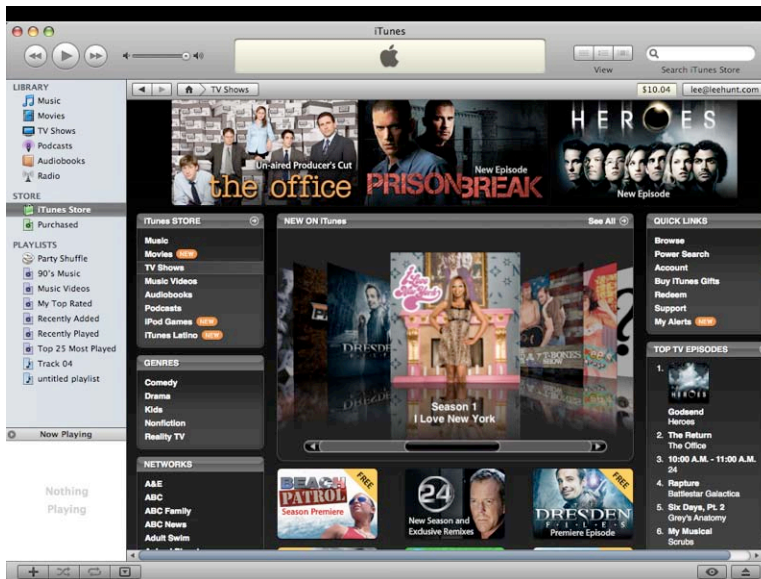 iTunes
View
Search iTunes Store
LIBRARY
Music
Movies
TV Shows
Podcasts
Audiobooks
Radio
STORE
iTunes Store
Purchased
PLAYLISTS
Party Shuffle
90's Music
Music Videos
My Top Rated
Recently Added
Recently Played
Top 25 Most Played
Track 04
untitled playlist
Now Playing
Nothing
Playing
TV Shows
$10.04
lee@leehunt.com
Un-aired Producer's Cut
the office
New Episode
PRISON BREAK
HEROES
New Episode
iTunes STORE
Music
Movies NEW
TV Shows
Music Videos
Audiobooks
Podcasts
iPod Games NEW
iTunes Latino NEW
GENRES
Comedy
Drama
Kids
Nonfiction
Reality TV
NETWORKS
A&E
ABC
ABC Family
ABC News
Adult Swim
NEW ON iTunes
See All
I Love New York
DRESDE
Season 1
I Love New York
BEACH
PATROL
Season Premiere
FREE
24
New Season and
Exclusive Remixes
FREE
DRESDEN
FILES
Premiere Episode
QUICK LINKS
Browse
Power Search
Account
Buy iTunes Gifts
Redeem
Support
My Alerts NEW
TOP TV EPISODES
1.
HEROES
Godsend
Heroes
2. The Return
The Office
3. 10:00 A.M. - 11:00 A.M.
24
4. Rapture
Battlestar Galactica
5. Six Days, Pt. 2
Grey's Anatomy
6. My Musical
Scrubs